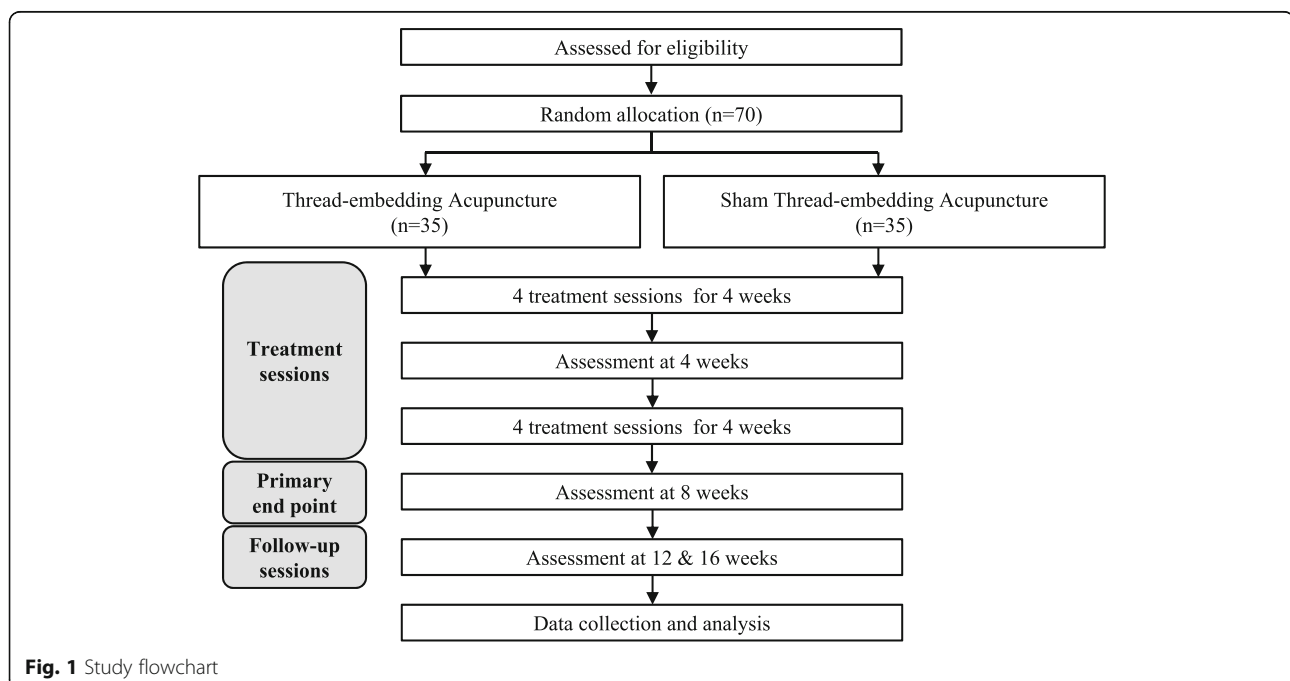 Assessed for eligibility
Random allocation (n=70)
Thread-embedding Acupuncture
(n=35)
Sham Thread-embedding Acupuncture
(n=35)
Treatment
sessions
4 treatment sessions for 4 weeks
Assessment at 4 weeks
4 treatment sessions for 4 weeks
Primary
end point
Assessment at 8 weeks
Follow-up
sessions
Assessment at 12 & 16 weeks
Data collection and analysis
Fig. 1 Study flowchart